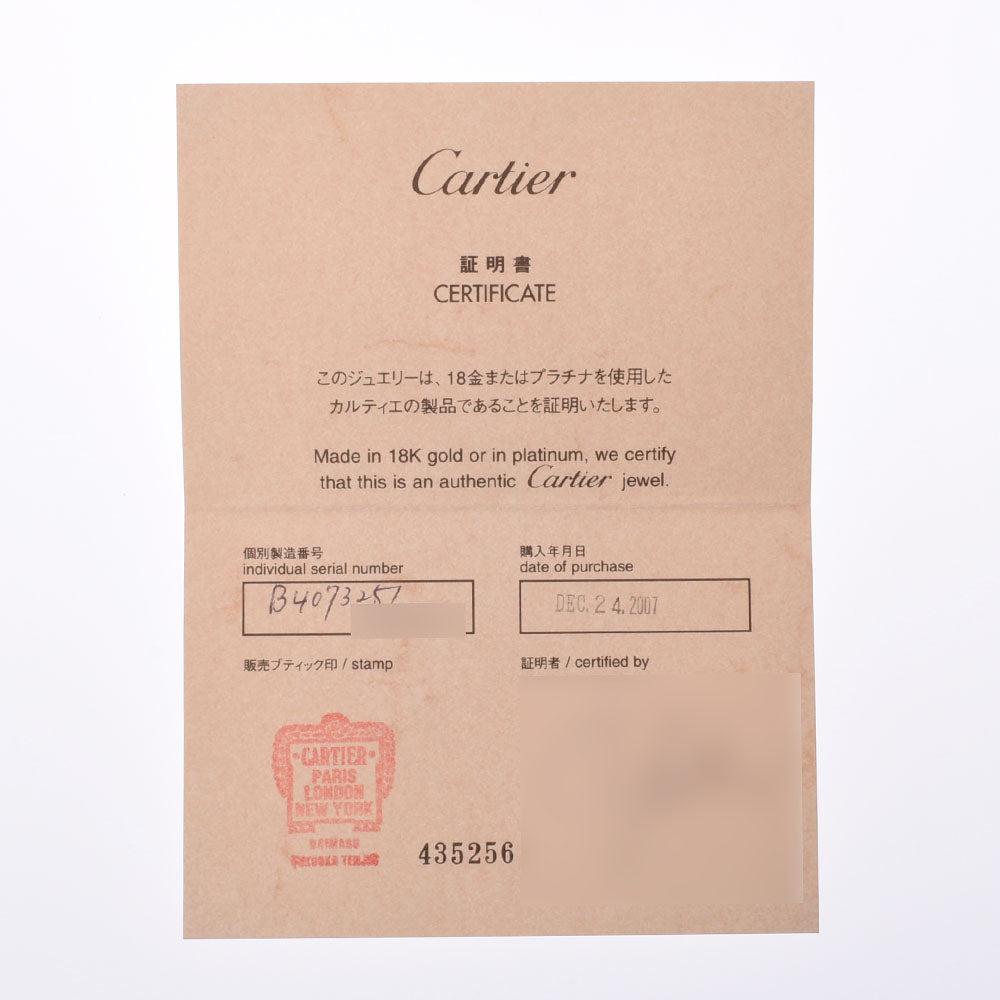 Cartier
証明書
CERTIFICATE
このジュエリーは、18金またはプラチナを使用した
カルティエの製品であることを証明いたします。
Made in 18K gold or in platinum, we certify
that this is an authentic Cartier jewel.
個別製造番号
individual serial number
B4073251
購入年月日
date of purchase
DEC. 24. 2007
販売ブティック印 / stamp
証明者 / certified by
CARTIER
PARIS
LONDON
NEW YORK
DAIMARU
FUKUOKA TENJIN
435256